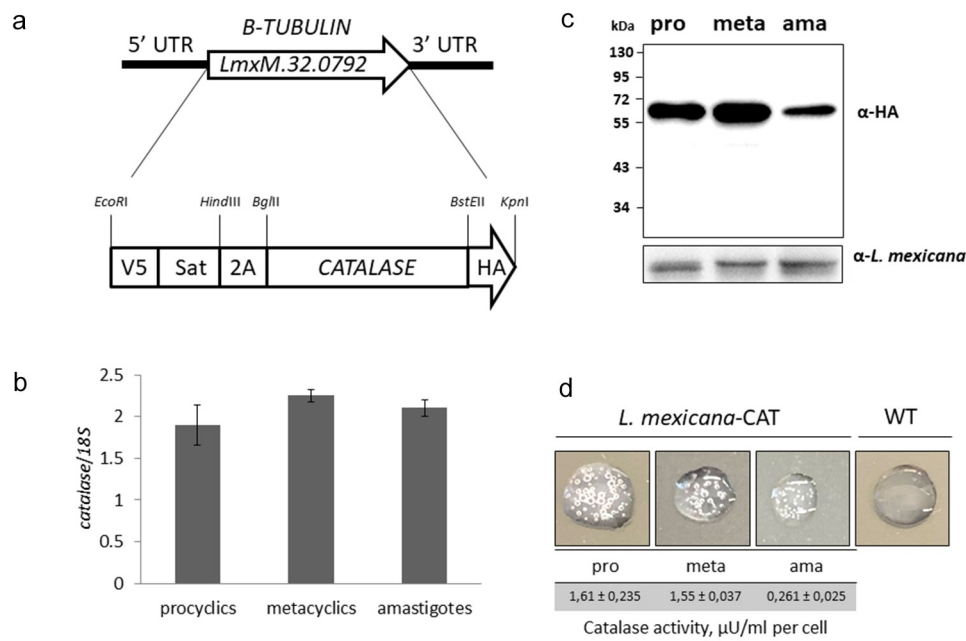 a
B-TUBULIN
5’ UTR
3’ UTR
LmxM.32.0792
EcoRI HindIII BglII BstEII KpnI
V5 Sat 2A CATALASE HA
b
catalase/18S
2.5
2
1.5
1
0.5
0
procyclics metacyclics amastigotes
c
kDa pro meta ama
130
95
72
55
43
34
α-HA
α-L. mexicana
d
L. mexicana-CAT WT
pro meta ama
1,61 ± 0,235 1,55 ± 0,037 0,261 ± 0,025
Catalase activity, µU/ml per cell